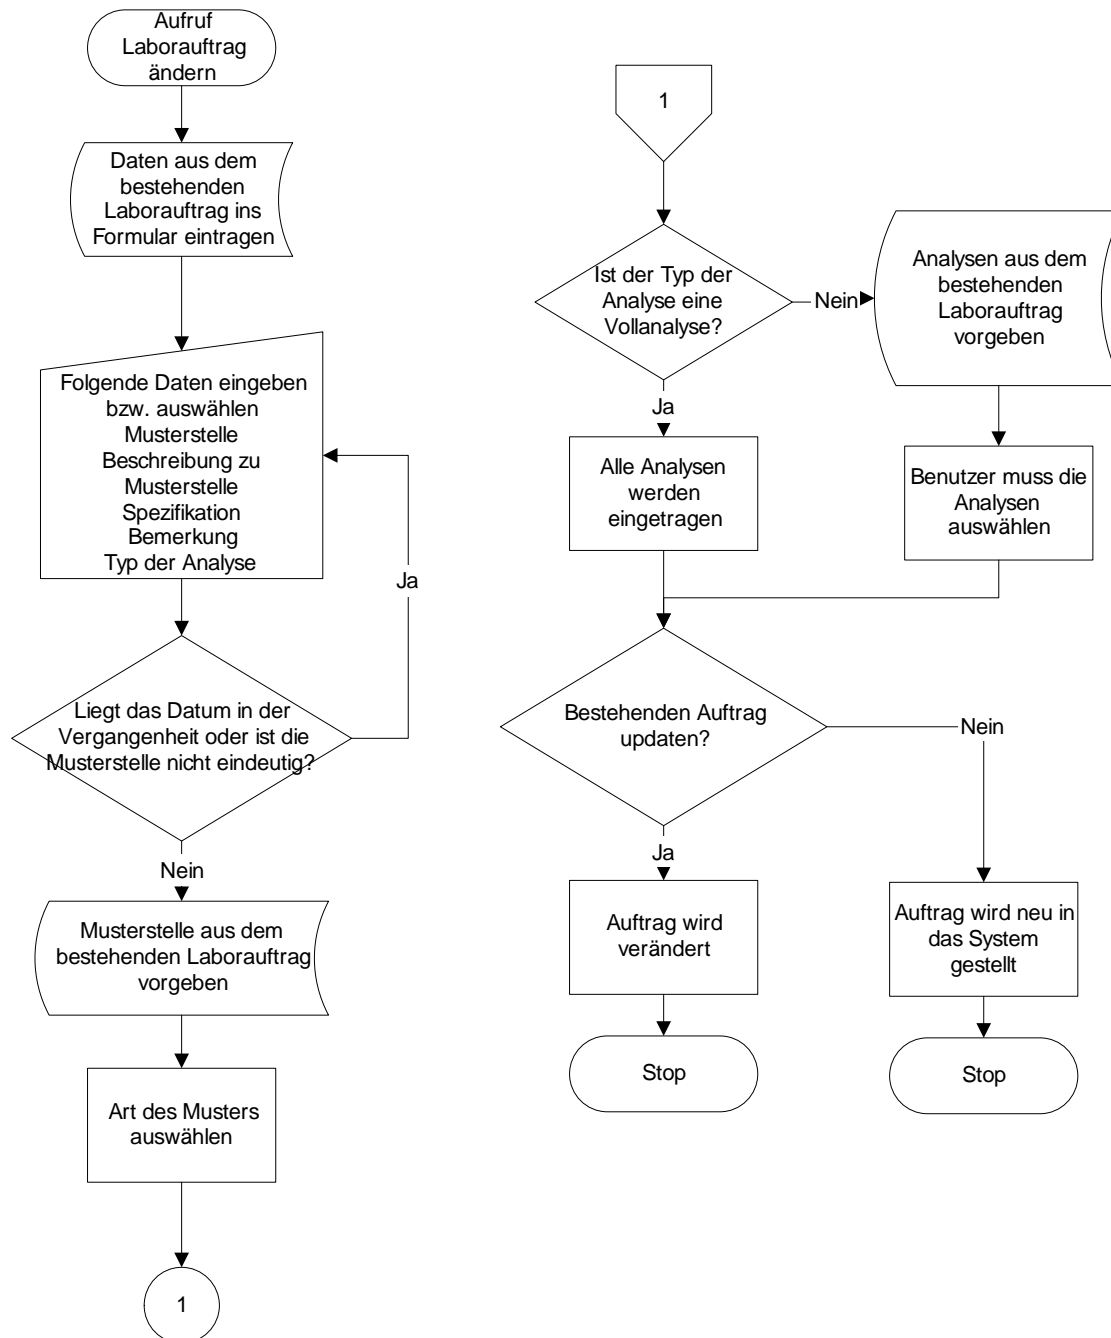 Aufruf
Laborauftrag
ändern
Daten aus dem
bestehenden
Laborauftrag ins
Formular eintragen
Folgende Daten eingeben
bzw. auswählen
Musterstelle
Beschreibung zu
Musterstelle
Spezifikation
Bemerkung
Typ der Analyse
Ja
Liegt das Datum in der
Vergangenheit oder ist die
Musterstelle nicht eindeutig?
Nein
Musterstelle aus dem
bestehenden Laborauftrag
vorgeben
Art des Musters
auswählen
1
1
Ist der Typ der
Analyse eine
Vollanalyse?
Nein
Analysen aus dem
bestehenden
Laborauftrag
vorgeben
Ja
Alle Analysen
werden
eingetragen
Benutzer muss die
Analysen
auswählen
Bestehenden Auftrag
updaten?
Nein
Ja
Auftrag wird
verändert
Auftrag wird neu in
das System
gestellt
Stop
Stop